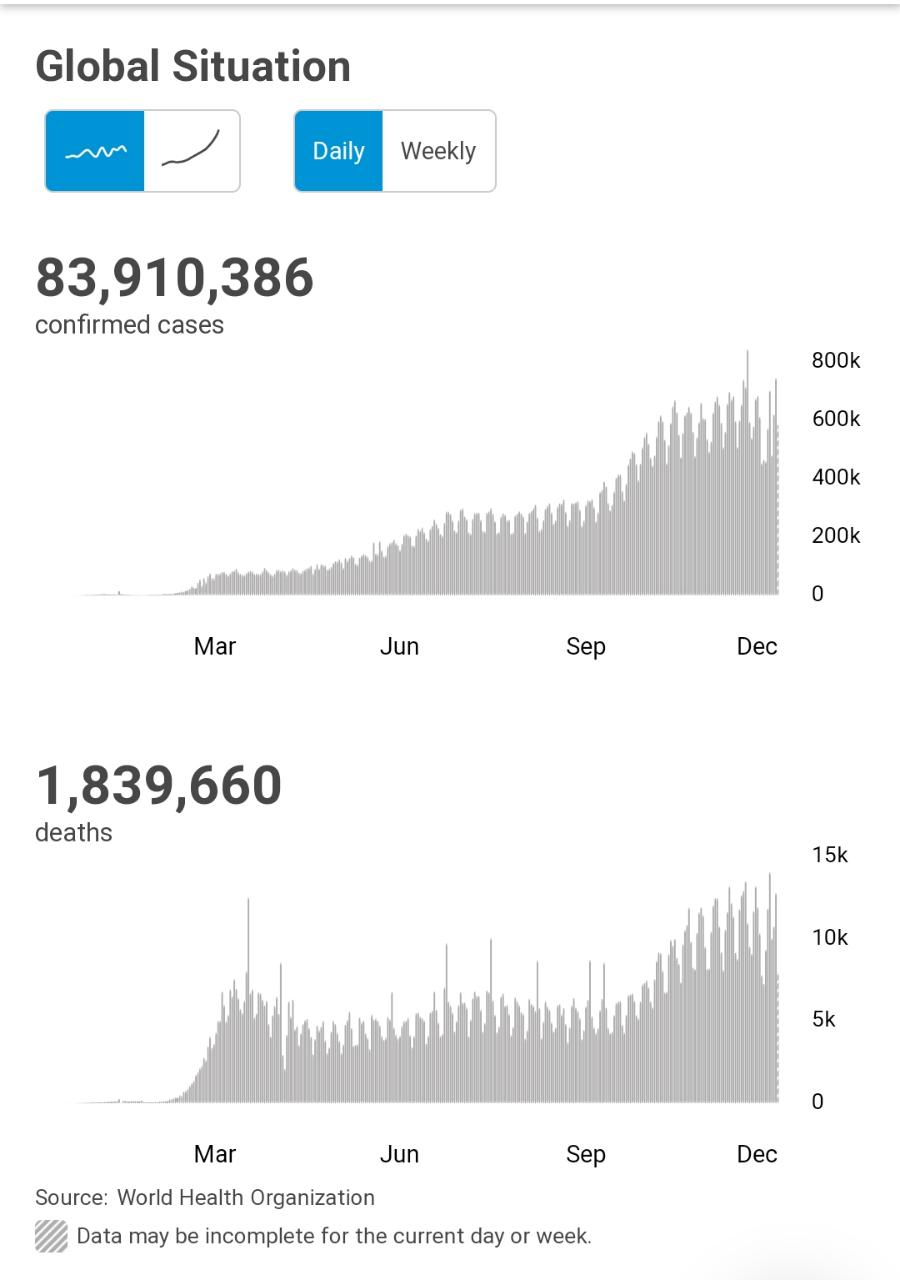 Global Situation
Daily Weekly
83,910,386
confirmed cases
800k
600k
400k
200k
0
Mar Jun Sep Dec
1,839,660
deaths
15k
10k
5k
0
Mar Jun Sep Dec
Source: World Health Organization
Data may be incomplete for the current day or week.